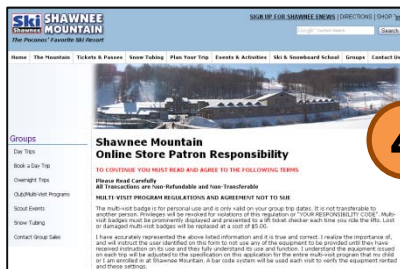 Ski SHAWNEE
SHAWNEE MOUNTAIN
The Poconos' Favorite Ski Resort
SIGN UP FOR SHAWNEE ENEWS | DIRECTIONS | SHOP
Search
Home The Mountain Tickets & Passes Snow Tubing Plan Your Trip Events & Activities Ski & Snowboard School Groups Contact Us
Groups
Day Trips
Book a Day Trip
Overnight Trips
Club/Multi-Visit Programs
Scout Events
Snow Tubing
Contact Group Sales
Shawnee Mountain
Online Store Patron Responsibility
TO CONTINUE YOU MUST READ AND AGREE TO THE FOLLOWING TERMS
Please Read Carefully
All Transactions are Non-Refundable and Non-Transferable
MULTI-VISIT PROGRAM REGULATIONS AND AGREEMENT NOT TO SUE
The multi-visit badge is for personal use and is only valid on your group trip dates. It is not transferable to
another person. Privileges will be revoked for violations of this regulation or "YOUR RESPONSIBILITY CODE". Multi-
visit badges must be prominently displayed and presented to a lift ticket checker each time you ride the lifts. Lost
or damaged multi-visit badges will be replaced at a cost of $5.00.
I have accurately represented the above listed information and it is true and correct. I realize the importance of,
and will instruct the user identified on this form to not use any of the equipment to be provided until they have
received instruction on its use and they fully understand its use and function. I understand the equipment issued
on each trip will be adjusted to the specification on this application for the entire multi-visit program that my child
or I am enrolled in at Shawnee Mountain. A bar code system will be used each visit to verify the equipment rented
and these settings.
4